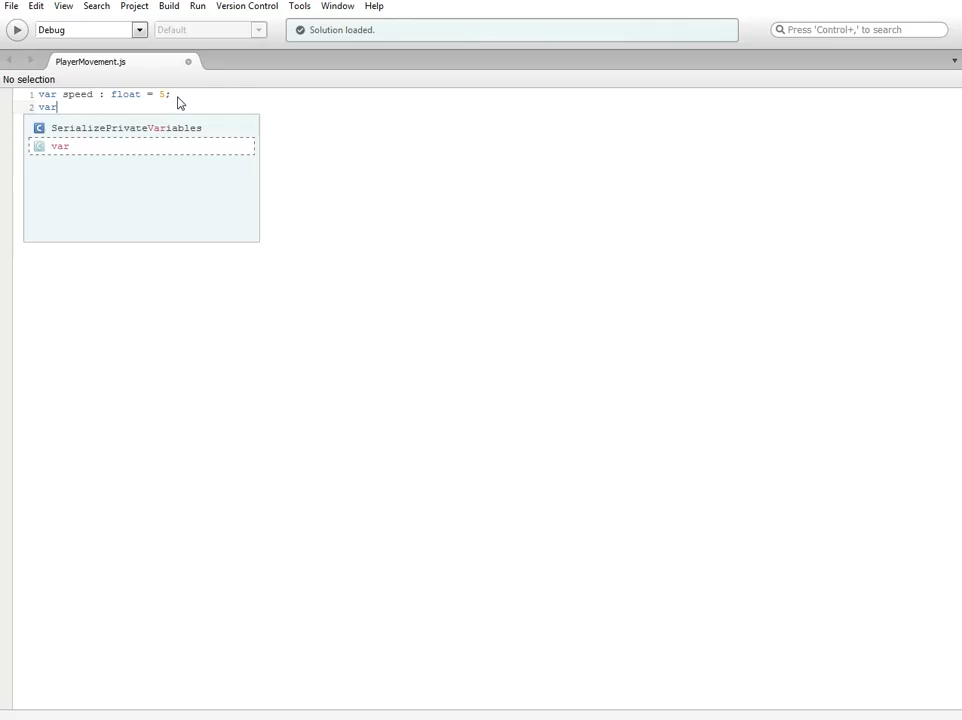 File Edit View Search Project Build Run Version Control Tools Window Help
Debug Default Solution loaded. Press 'Control+,' to search
PlayerMovement.js
No selection
1 var speed : float = 5;
2 var
SerializePrivateVariables
var